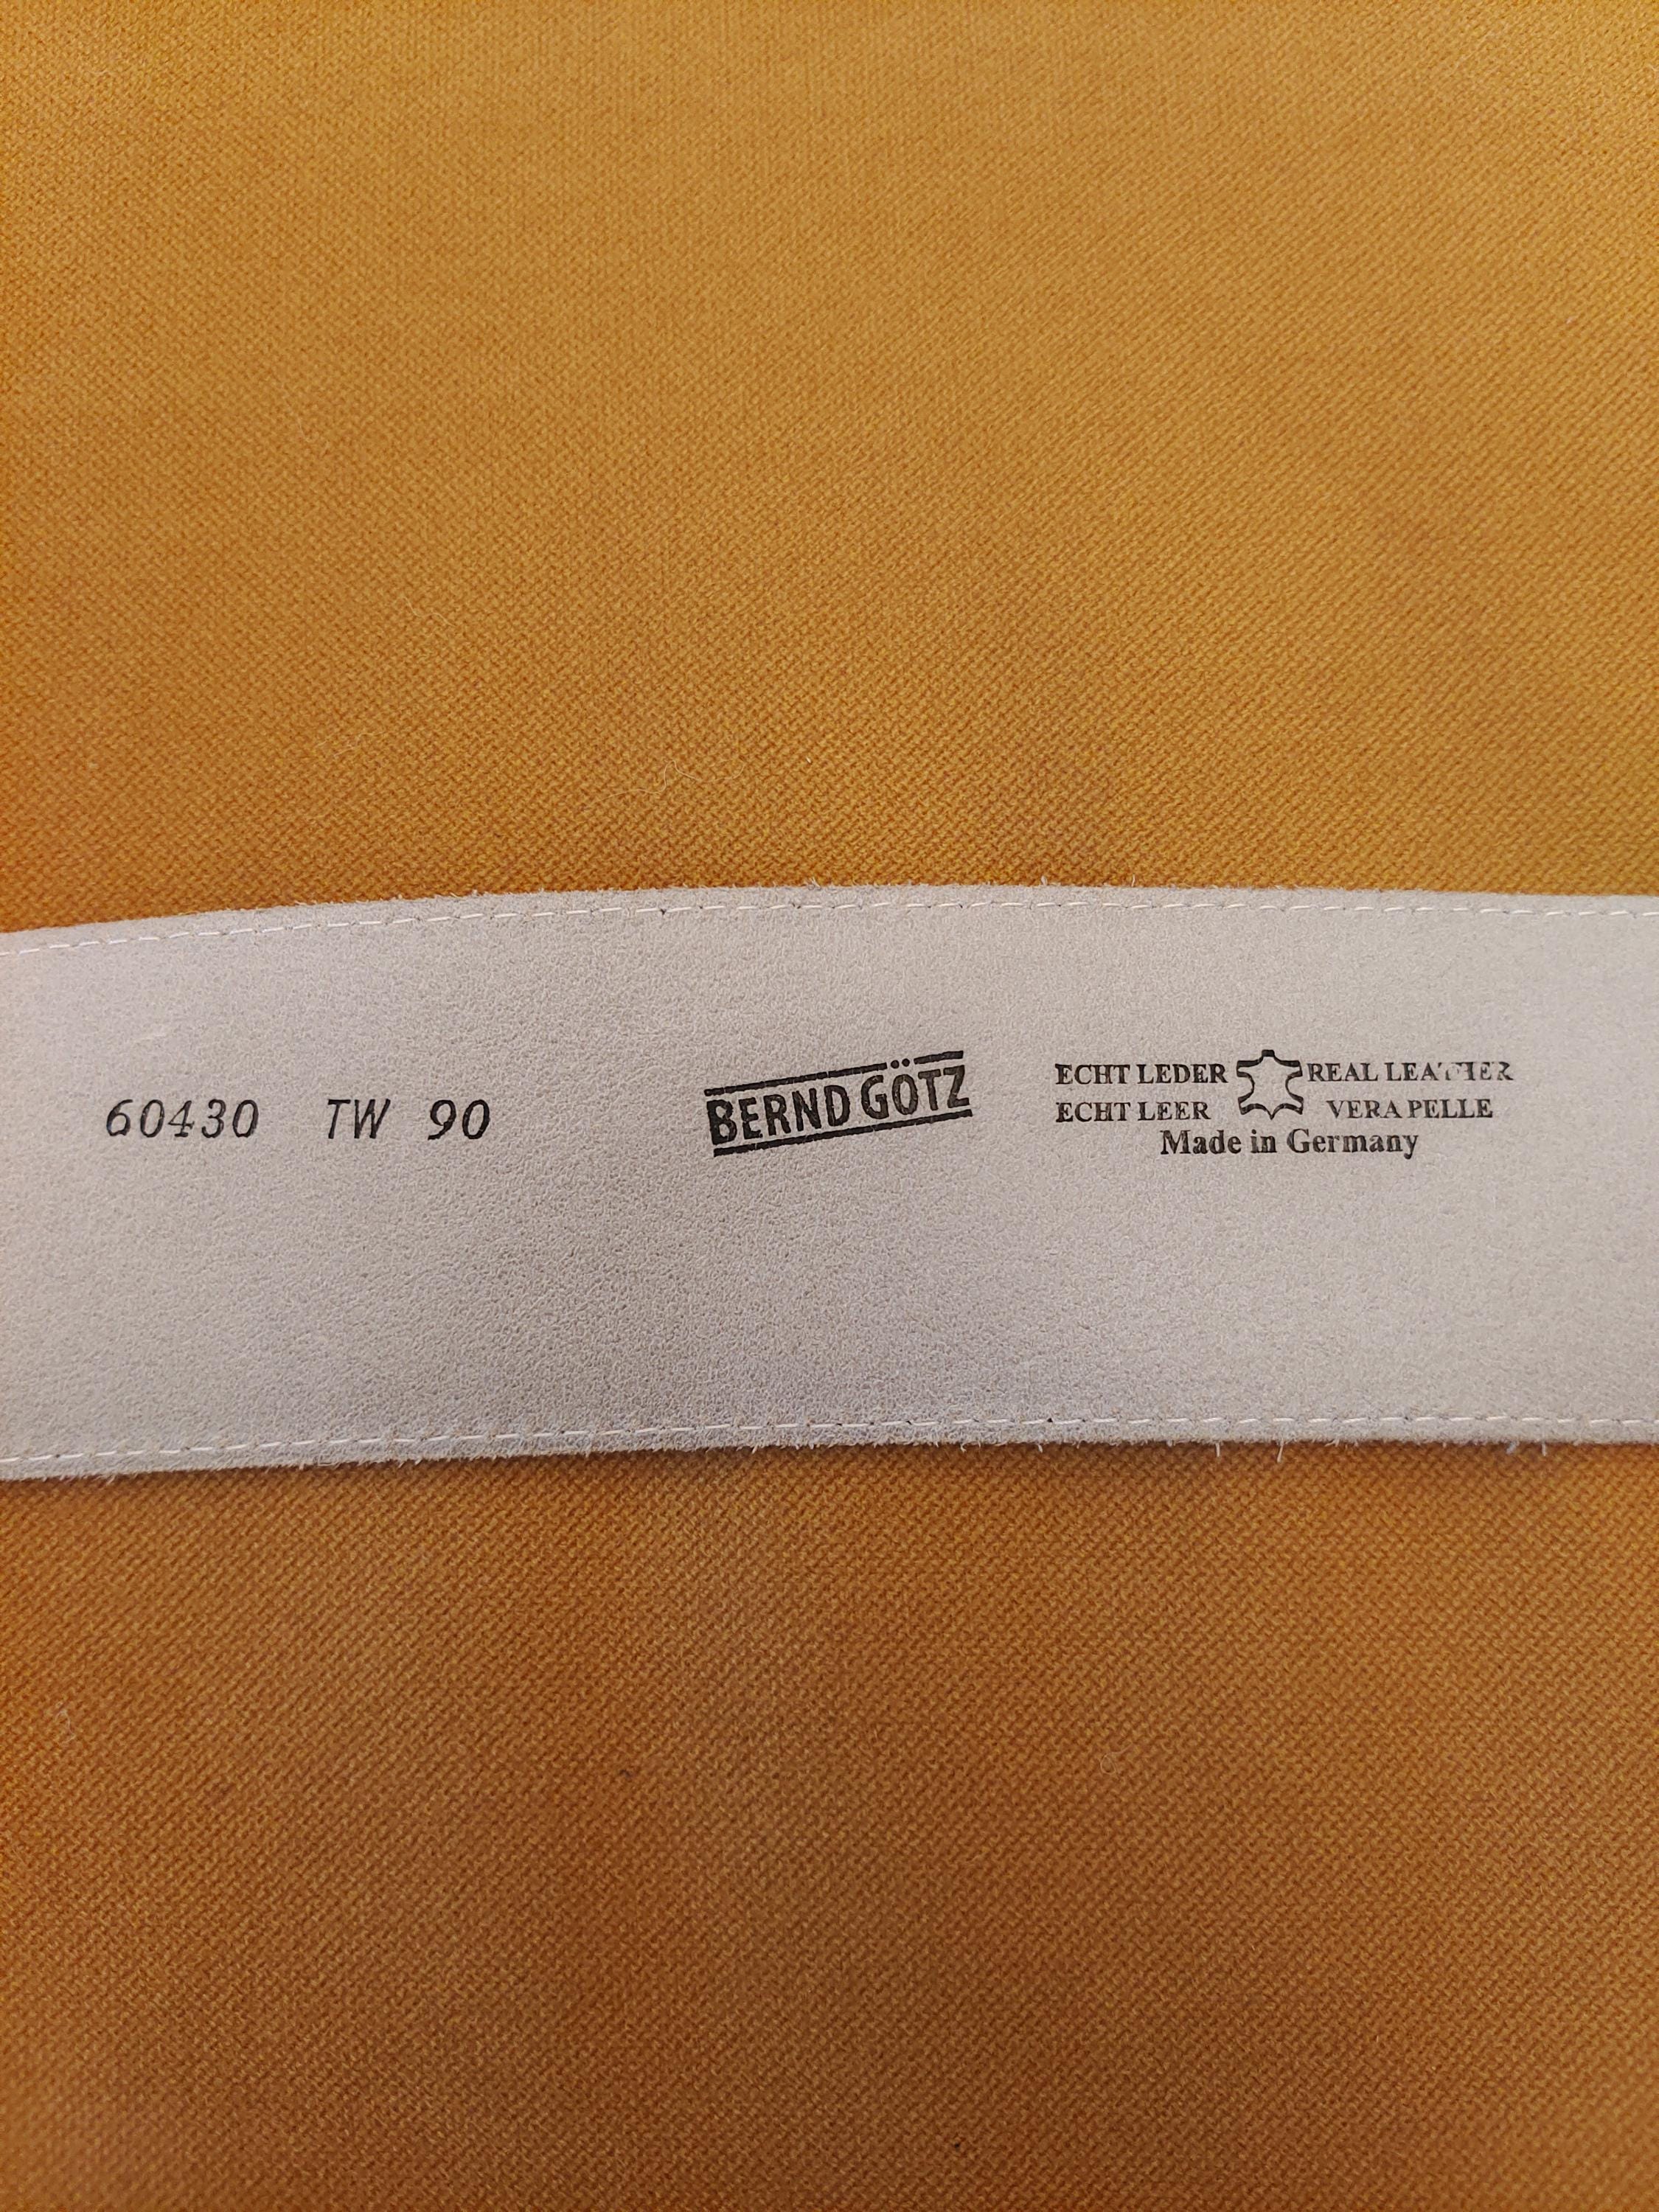 60430 TW 90
BERND GÖTZ
ECHT LEDER REAL LEATHER
ECHT LEER VERA PELLE
Made in Germany